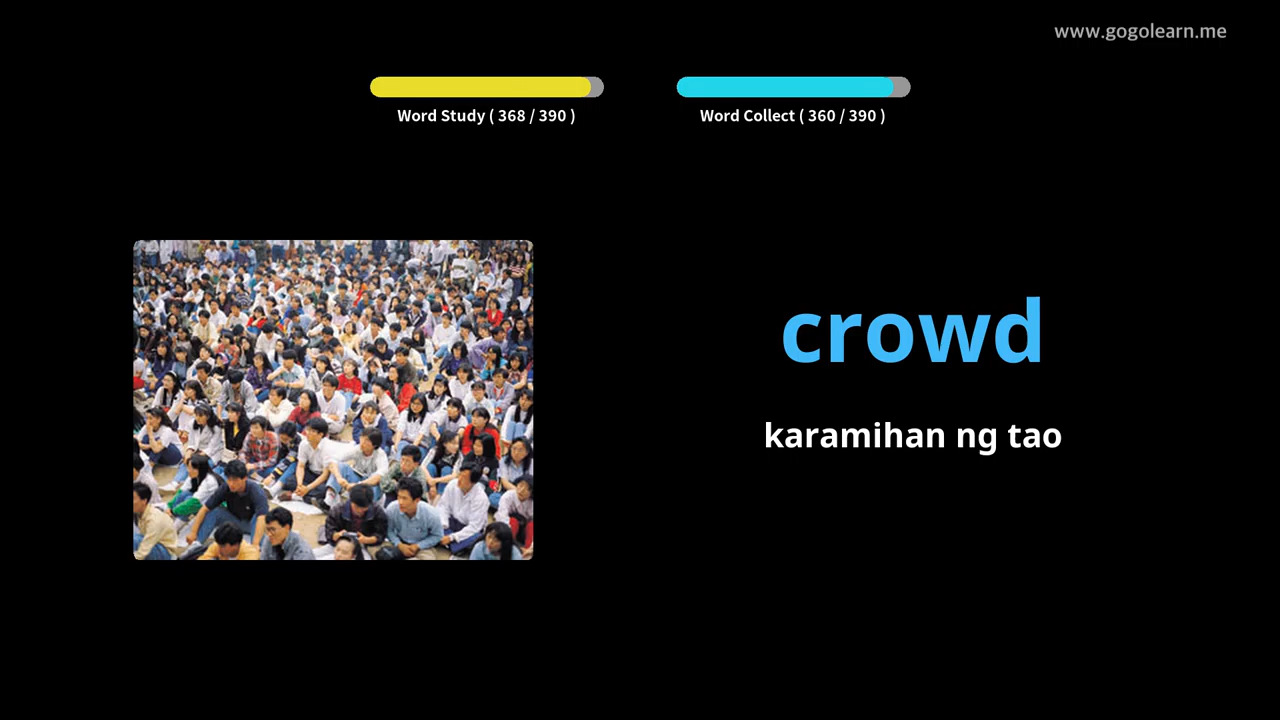 www.gogolearn.me
Word Study ( 368 / 390 )
Word Collect ( 360 / 390 )
crowd
karamihan ng tao